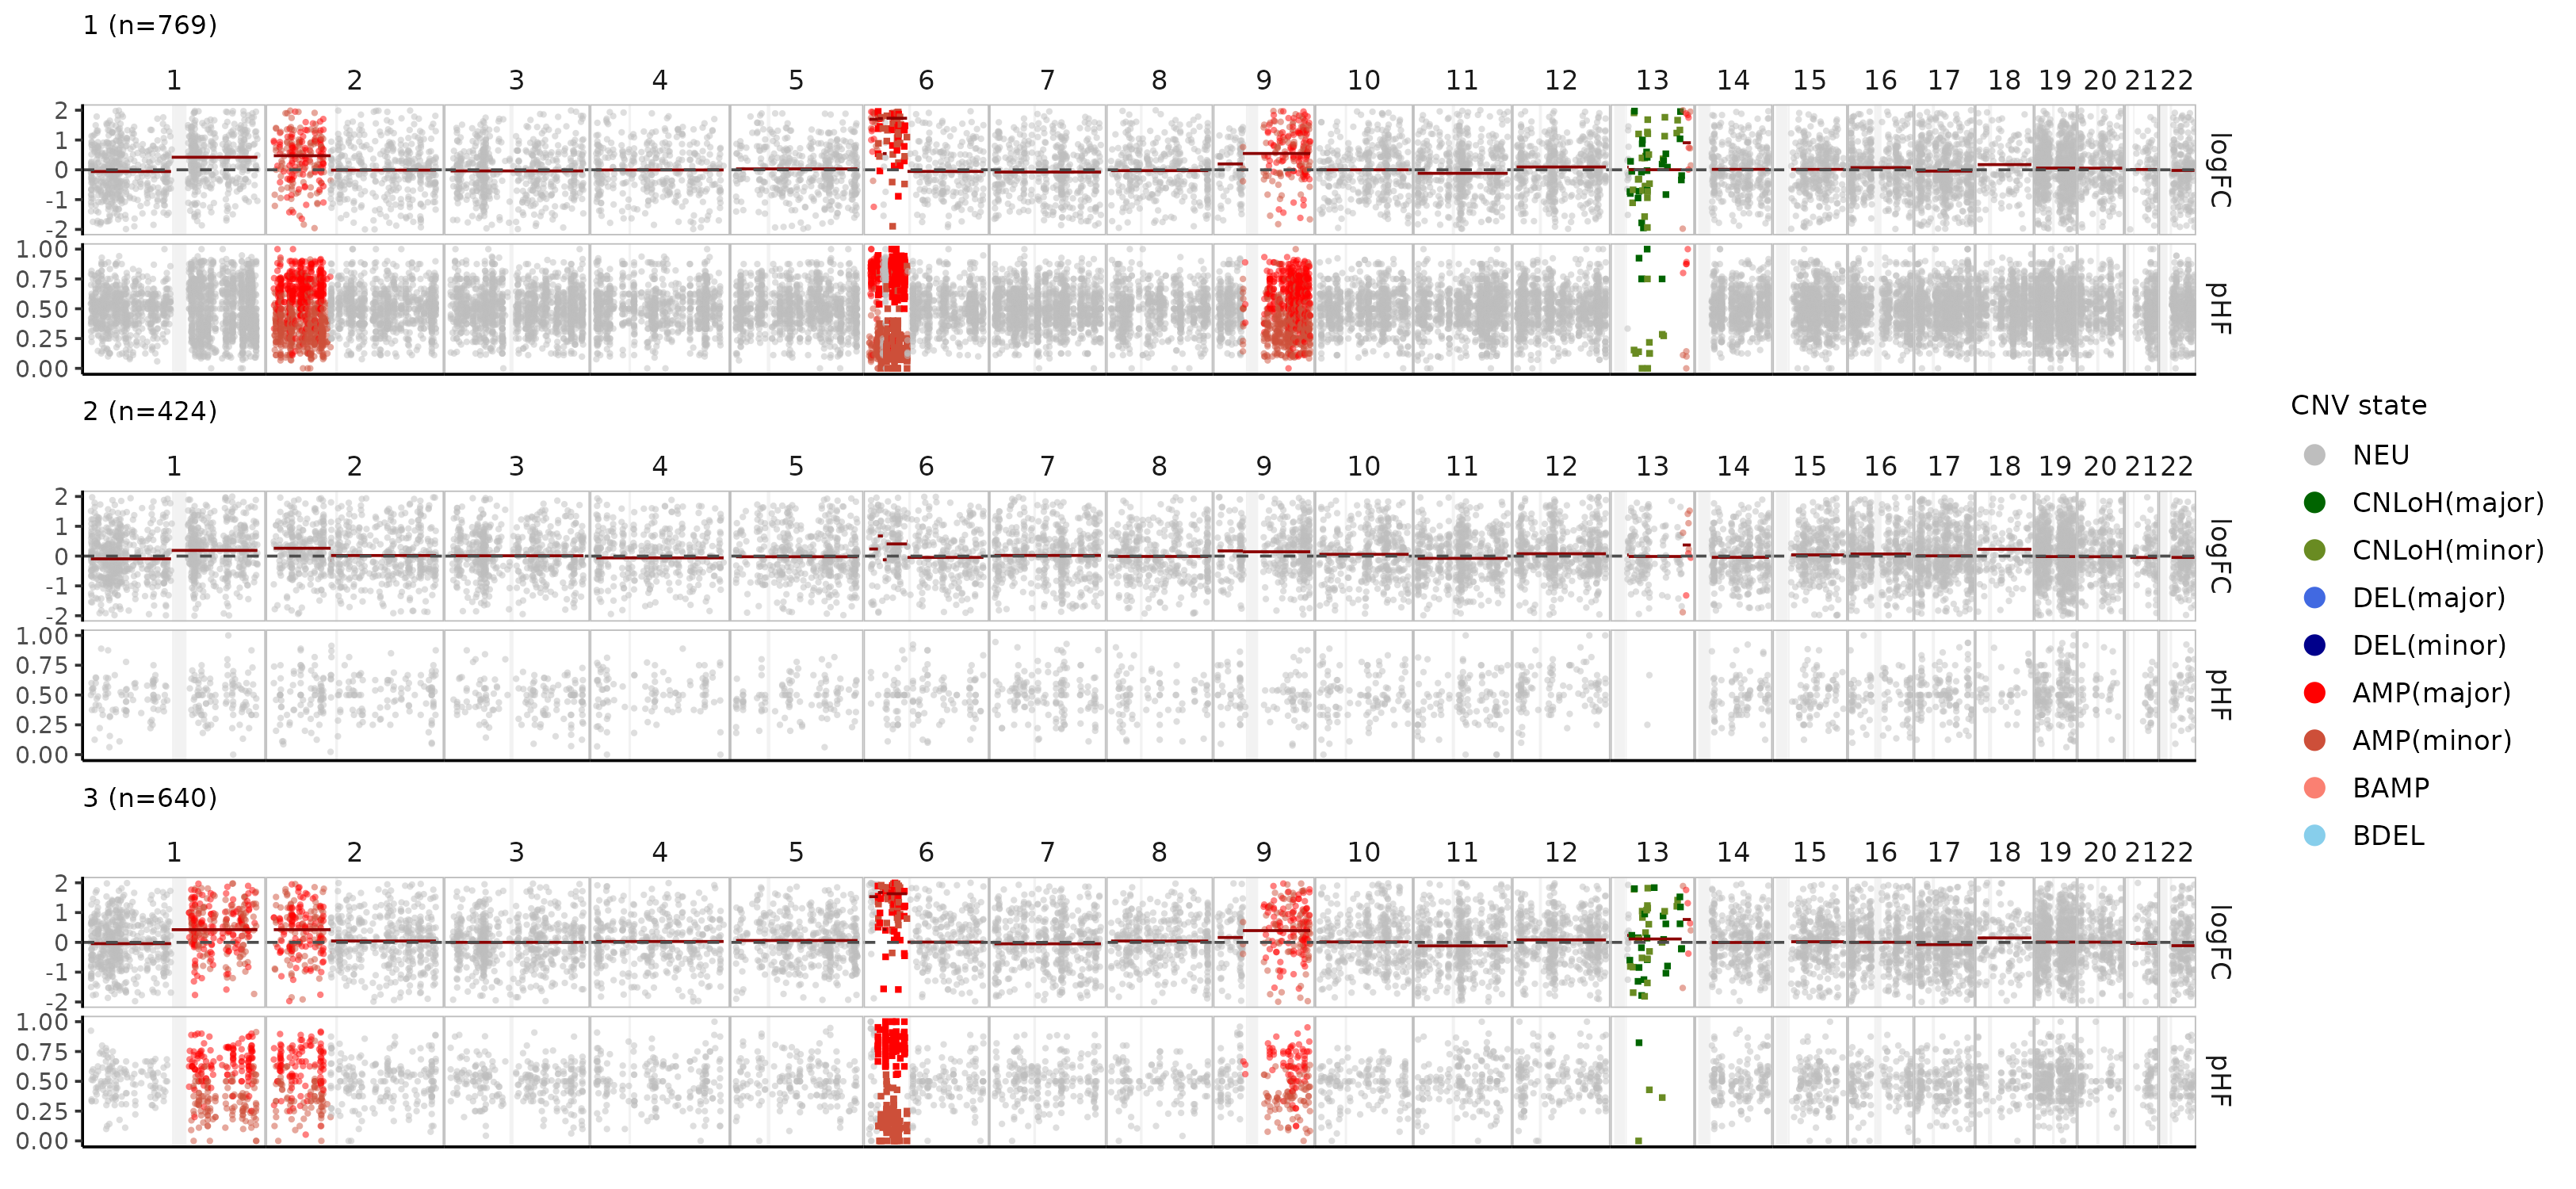 1 (n=769)
1 2 3 4 5 6 7 8 9 10 11 12 13 14 15 16 17 18 19 20 21 22
2
1
0
-1
-2
logFC
1.00
0.75
0.50
0.25
0.00
pHF
2 (n=424)
1 2 3 4 5 6 7 8 9 10 11 12 13 14 15 16 17 18 19 20 21 22
2
1
0
-1
-2
logFC
1.00
0.75
0.50
0.25
0.00
pHF
3 (n=640)
1 2 3 4 5 6 7 8 9 10 11 12 13 14 15 16 17 18 19 20 21 22
2
1
0
-1
-2
logFC
1.00
0.75
0.50
0.25
0.00
pHF
CNV state
NEU
CNLoH(major)
CNLoH(minor)
DEL(major)
DEL(minor)
AMP(major)
AMP(minor)
BAMP
BDEL